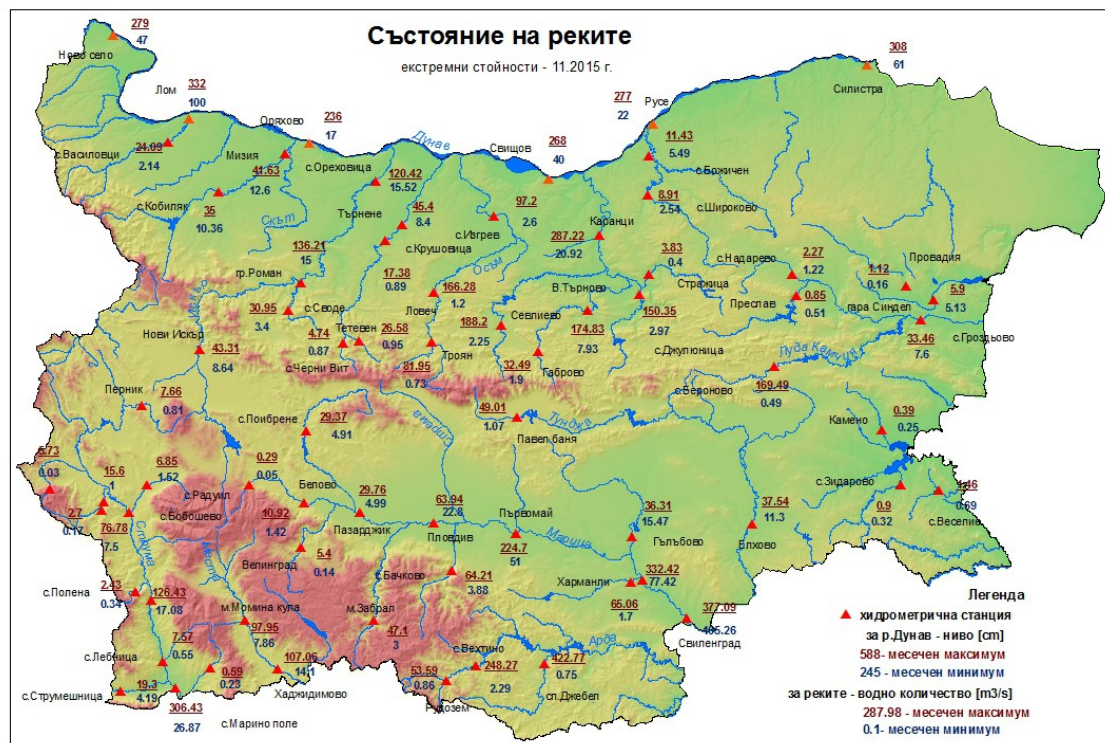 Състояние на реките
екстремни стойности - 11.2015 г.
279
47
Ново село
332
100
Лом
236
17
Оряхово
Дунав
268
40
Свищов
277
22
Русе
308
61
Силистра
24.09
2.14
с.Василовци
41.63
12.6
Мизия
35
10.36
с.Кобиляк
Скът
с.Ореховица
120.42
15.52
Търнене
45.4
8.4
с.Крушовица
17.38
0.89
97.2
2.6
с.Изгрев
Каранци
287.22
20.92
11.43
5.49
с.Божичен
8.91
2.54
с.Широково
3.83
0.4
Стражица
с.Надарево
2.27
1.22
Преслав
0.85
0.51
1.12
0.16
Провадия
5.9
5.13
гара Синдел
33.46
7.6
с.Гроздьово
136.21
15
гр.Роман
30.95
3.4
с.Своде
Осъм
166.28
1.2
Ловеч
Севлиево
188.2
2.25
В.Търново
174.83
7.93
150.35
2.97
с.Джулюница
Нови Искър
43.31
8.64
4.74
0.87
Тетевен
26.58
0.95
с.Черни Вит
81.95
0.73
Троян
32.49
1.9
Габрово
Луда Камчия
с.Бероново
169.49
0.49
Перник
7.66
0.81
с.Поибрене
29.37
4.91
49.01
1.07
Павел баня
Тунджа
Камено
0.39
0.25
0.03
15.6
1
6.85
1.52
0.29
0.05
с.Радуил
с.Бобошево
Белово
10.92
1.42
29.76
4.99
Пазарджик
63.94
22.8
Пловдив
Първомай
224.7
51
Марица
36.31
15.47
Гълъбово
37.54
11.3
Елхово
с.Зидарово
0.9
0.32
0.69
с.Веселие
2.7
0.17
76.78
Струма
Места
Велинград
5.4
0.14
с.Бачково
64.21
3.88
Харманли
332.42
77.42
65.06
1.7
377.09
Свиленград
с.Полена
2.43
0.34
126.43
17.08
м.Момина кула
97.95
7.86
м.Забрал
47.1
3
с.Лебница
7.57
0.55
0.59
0.23
107.06
Хаджидимово
с.Струмешница
19.3
4.19
306.43
26.87
с.Марино поле
53.59
0.86
Рудозем
с.Вехтино
248.27
2.29
Арда
422.77
0.75
сп.Джебел
Легенда
хидрометрична станция
за р.Дунав - ниво [cm]
588- месечен максимум
245 - месечен минимум
за реките - водно количество [m3/s]
287.98 - месечен максимум
0.1- месечен минимум